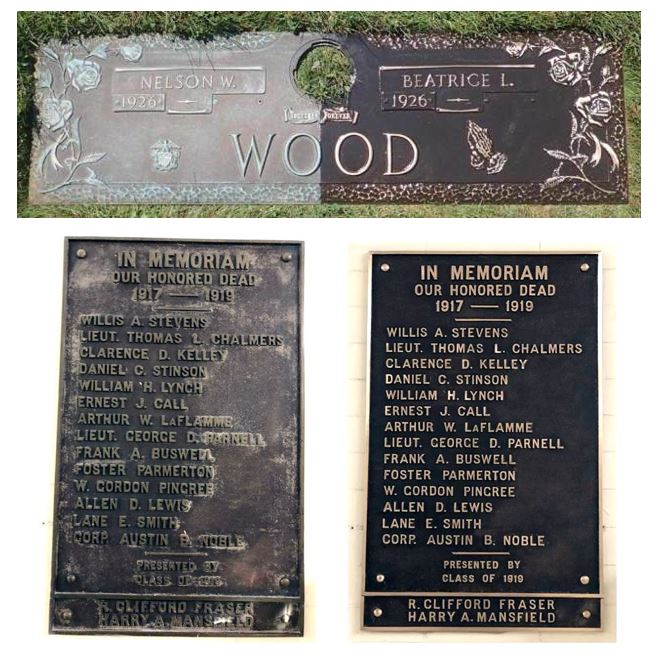 NELSON W.
1926
BEATRICE L.
1926
TOGETHER FOREVER
WOOD
IN MEMORIAM
OUR HONORED DEAD
1917 — 1919
WILLIS A. STEVENS
LIEUT. THOMAS L. CHALMERS
CLARENCE D. KELLEY
DANIEL C. STINSON
WILLIAM H. LYNCH
ERNEST J. CALL
ARTHUR W. LAFLAMME
LIEUT. GEORGE D. PARNELL
FRANK A. BUSWELL
FOSTER PARMERTON
W. GORDON PINGREE
ALLEN D. LEWIS
LANE E. SMITH
CORP. AUSTIN B. NOBLE
PRESENTED BY
CLASS OF 1919
R. CLIFFORD FRASER
HARRY A. MANSFIELD
IN MEMORIAM
OUR HONORED DEAD
1917 — 1919
WILLIS A. STEVENS
LIEUT. THOMAS L. CHALMERS
CLARENCE D. KELLEY
DANIEL C. STINSON
WILLIAM H. LYNCH
ERNEST J. CALL
ARTHUR W. LAFLAMME
LIEUT. GEORGE D. PARNELL
FRANK A. BUSWELL
FOSTER PARMERTON
W. GORDON PINGREE
ALLEN D. LEWIS
LANE E. SMITH
CORP. AUSTIN B. NOBLE
PRESENTED BY
CLASS OF 1919
R. CLIFFORD FRASER
HARRY A. MANSFIELD